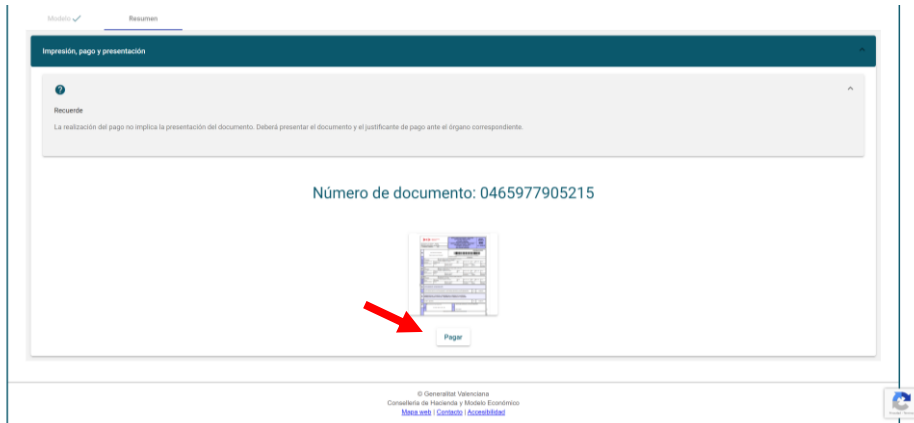 Modelo
Resumen
Impresión, pago y presentación
Recuerde
La realización del pago no implica la presentación del documento. Deberá presentar el documento y el justificante de pago ante el órgano correspondiente.
Número de documento: 0465977905215
Pagar
© Generalitat Valenciana
Conselleria de Hacienda y Modelo Económico
Mapa web | Contacto | Accesibilidad